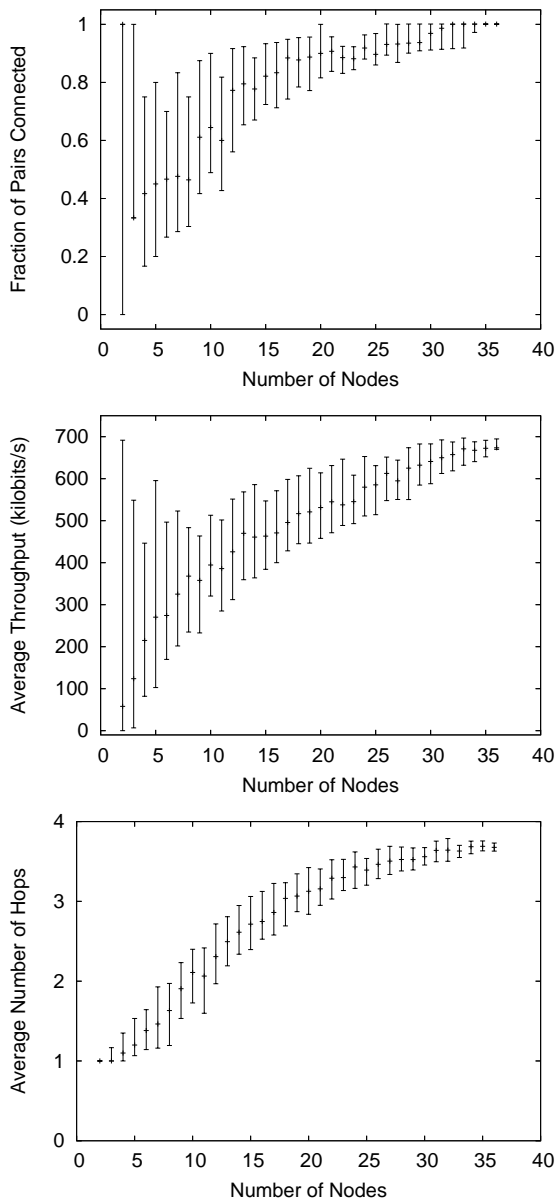 1
0.8
0.6
0.4
0.2
0
Fraction of Pairs Connected
0 5 10 15 20 25 30 35 40
Number of Nodes
700
600
500
400
300
200
100
0
Average Throughput (kilobits/s)
0 5 10 15 20 25 30 35 40
Number of Nodes
4
3
2
1
0
Average Number of Hops
0 5 10 15 20 25 30 35 40
Number of Nodes